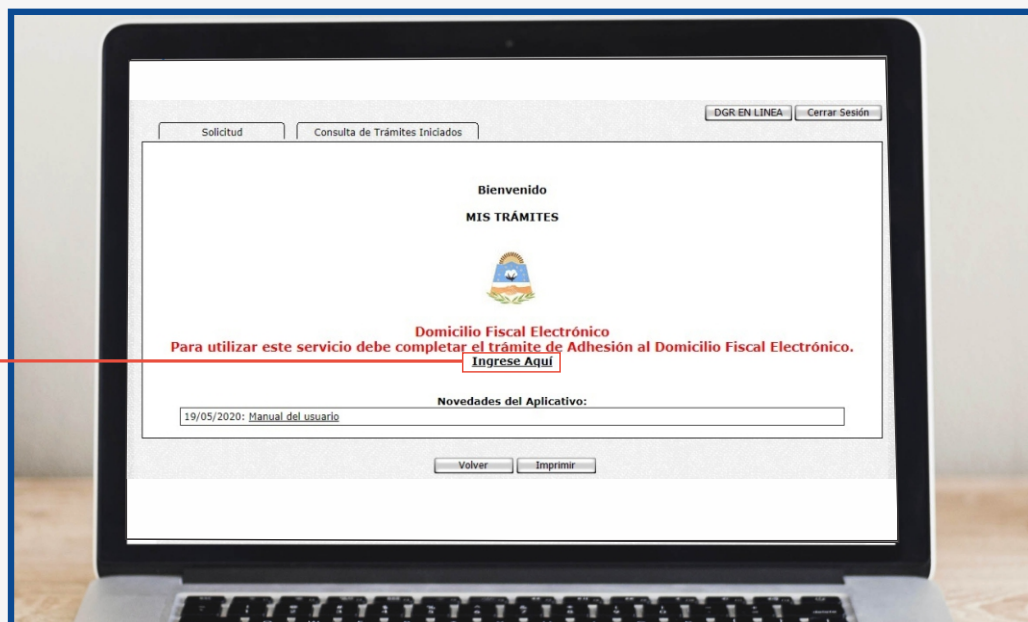 DGR EN LINEA Cerrar Sesión
Solicitud Consulta de Trámites Iniciados
Bienvenido
MIS TRÁMITES
Domicilio Fiscal Electrónico
Para utilizar este servicio debe completar el trámite de Adhesión al Domicilio Fiscal Electrónico.
Ingrese Aquí
Novedades del Aplicativo:
19/05/2020: Manual del usuario
Volver Imprimir